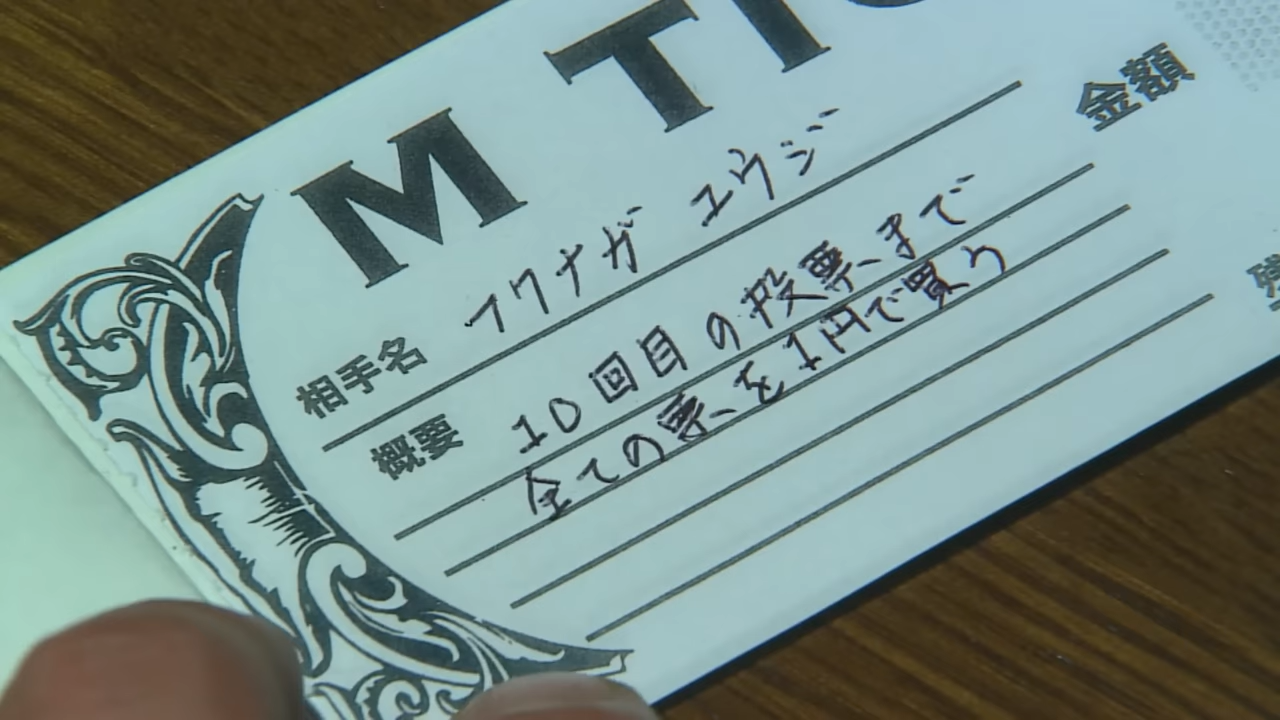 M TIC
金額
相手名 フクナガ ユウジ
概要 10回目の投票まで
全ての票を1円で買う